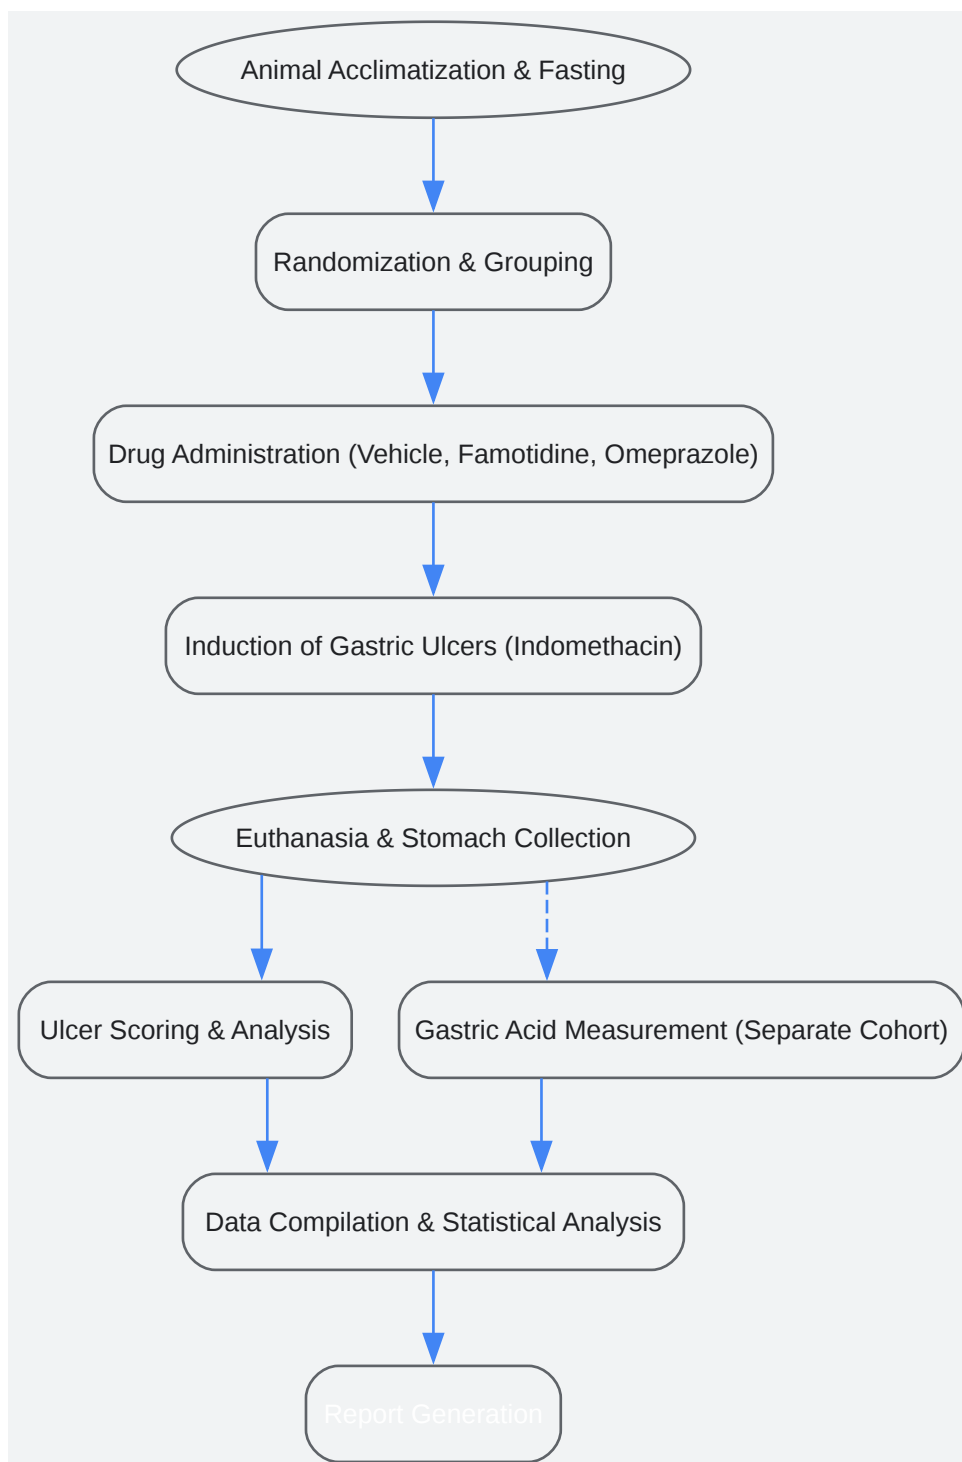 Animal Acclimatization & Fasting
Randomization & Grouping
Drug Administration (Vehicle, Famotidine, Omeprazole)
Induction of Gastric Ulcers (Indomethacin)
Euthanasia & Stomach Collection
Ulcer Scoring & Analysis
Gastric Acid Measurement (Separate Cohort)
Data Compilation & Statistical Analysis
Report Generation